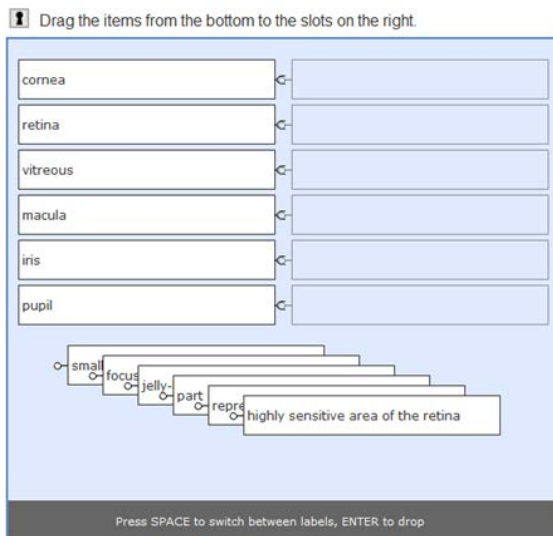 Drag the items from the bottom to the slots on the right.
cornea
retina
vitreous
macula
iris
pupil
small
focus
jelly-
part
repre
highly sensitive area of the retina
Press SPACE to switch between labels, ENTER to drop